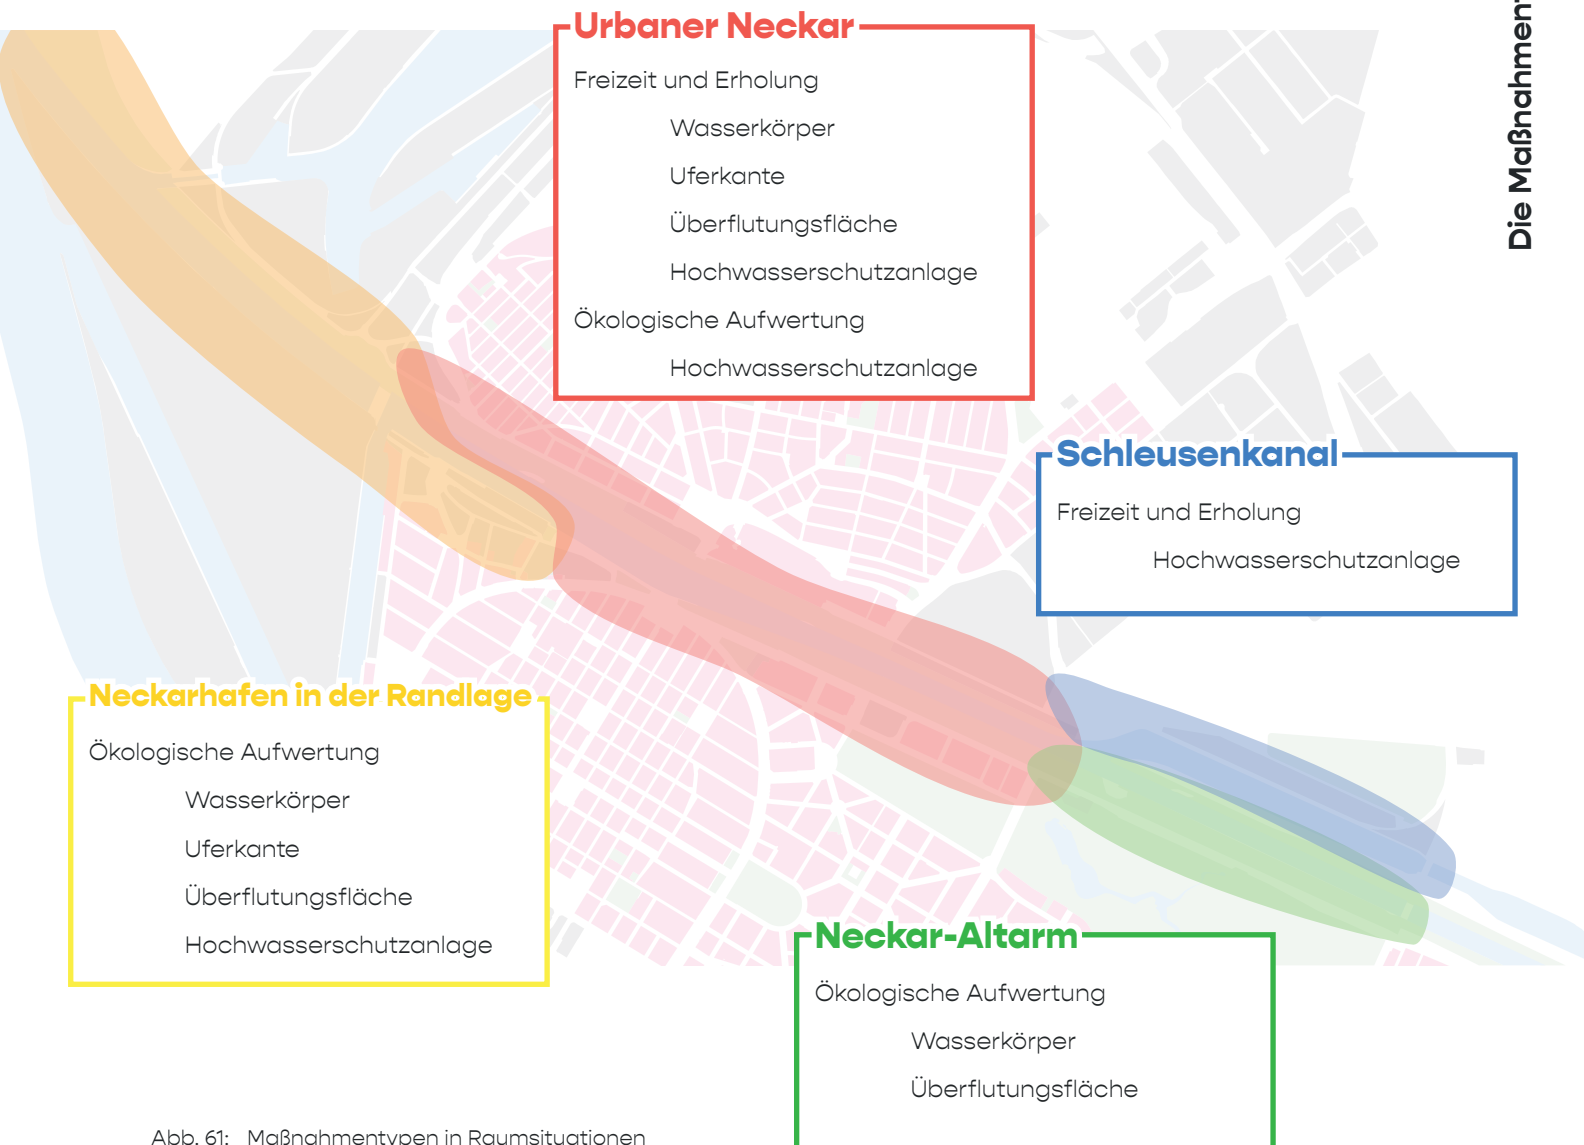 Die Maßnahmen
Urbaner Neckar
Freizeit und Erholung
Wasserkörper
Uferkante
Überflutungsfläche
Hochwasserschutzanlage
Ökologische Aufwertung
Hochwasserschutzanlage
Schleusenkanal
Freizeit und Erholung
Hochwasserschutzanlage
Neckarhafen in der Randlage
Ökologische Aufwertung
Wasserkörper
Uferkante
Überflutungsfläche
Hochwasserschutzanlage
Neckar-Altarm
Ökologische Aufwertung
Wasserkörper
Überflutungsfläche
Abb. 61: Maßnahmentypen in Raumsituationen